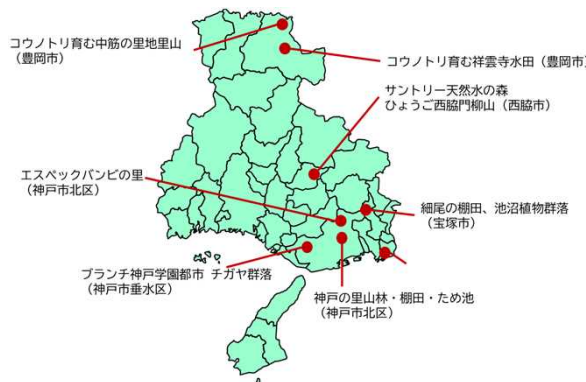 コウノトリ育む中筋の里地里山
（豊岡市）
コウノトリ育む祥雲寺水田（豊岡市）
サントリー天然水の森
ひょうご西脇門柳山（西脇市）
エスペックバンビの里
（神戸市北区）
細尾の棚田、池沼植物群落
（宝塚市）
ブランチ神戸学園都市 チガヤ群落
（神戸市垂水区）
神戸の里山林・棚田・ため池
（神戸市北区）